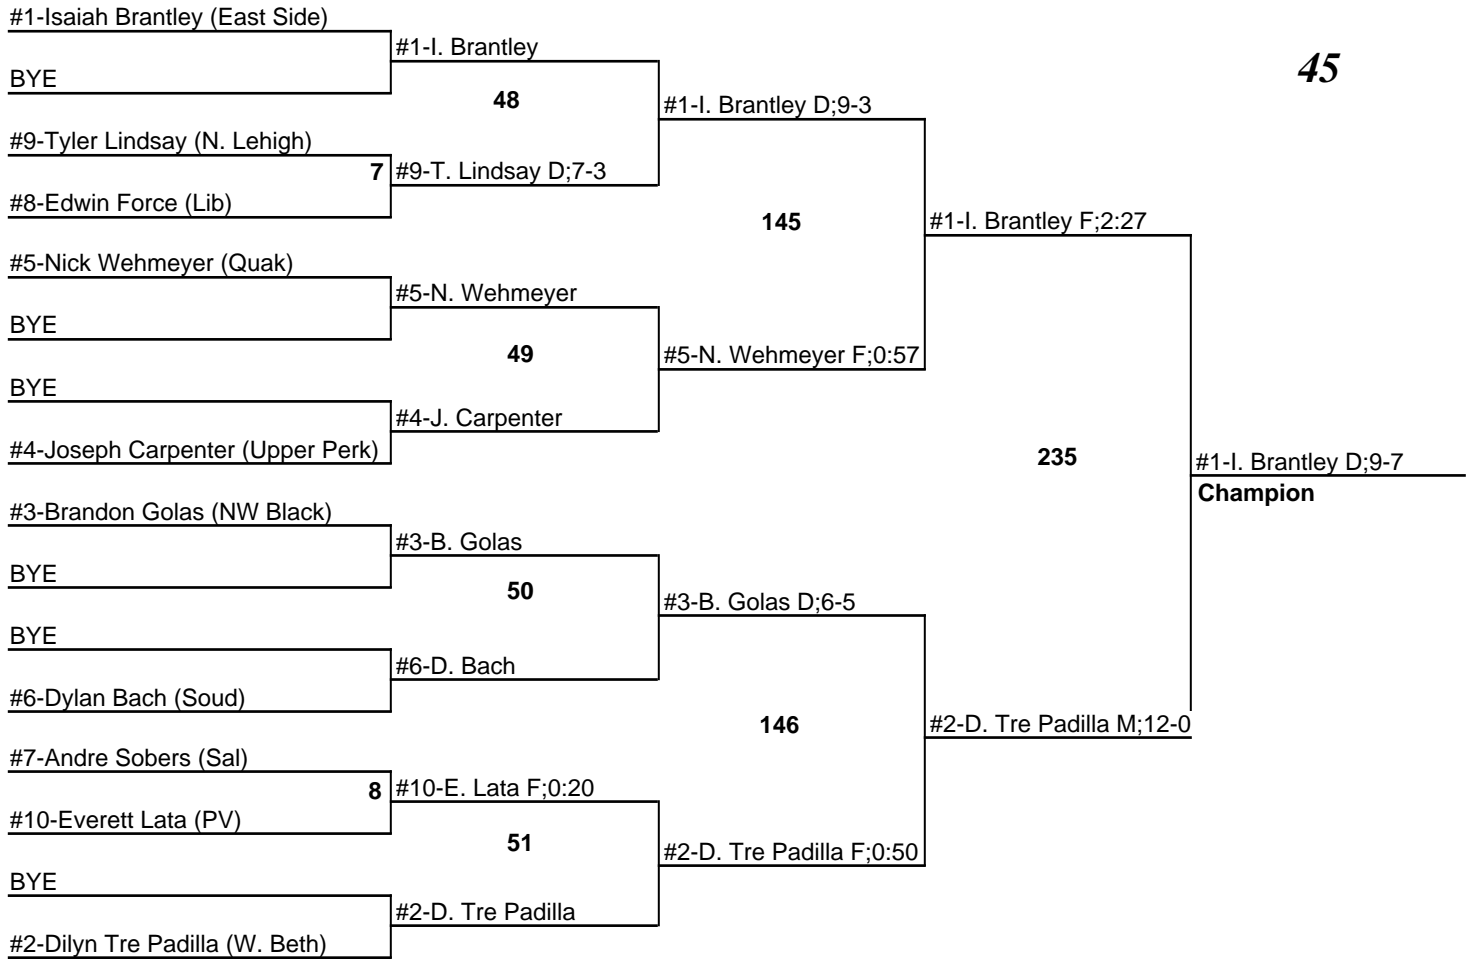 #1-Isaiah Brantley (East Side)
BYE
#9-Tyler Lindsay (N. Lehigh)
#8-Edwin Force (Lib)
#5-Nick Wehmeyer (Quak)
BYE
BYE
#4-Joseph Carpenter (Upper Perk)
#3-Brandon Golas (NW Black)
BYE
BYE
#6-Dylan Bach (Soud)
#7-Andre Sobers (Sal)
#10-Everett Lata (PV)
BYE
#2-Dilyn Tre Padilla (W. Beth)
7
8
#1-I. Brantley
48
#9-T. Lindsay D;7-3
#5-N. Wehmeyer
49
#4-J. Carpenter
#3-B. Golas
50
#6-D. Bach
#10-E. Lata F;0:20
51
#2-D. Tre Padilla
#1-I. Brantley D;9-3
145
#5-N. Wehmeyer F;0:57
#3-B. Golas D;6-5
146
#2-D. Tre Padilla F;0:50
#1-I. Brantley F;2:27
235
#2-D. Tre Padilla M;12-0
45
#1-I. Brantley D;9-7
Champion